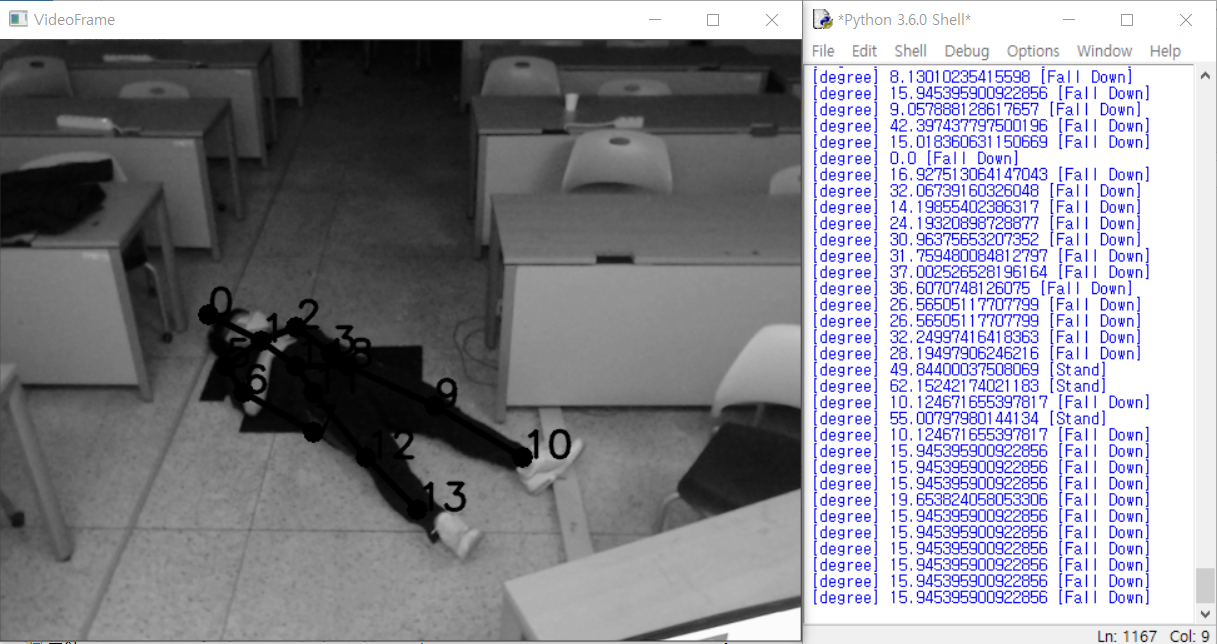 VideoFrame
0
1
2
3
8
6
9
10
12
13
*Python 3.6.0 Shell*
File Edit Shell Debug Options Window Help
[degree] 8.13010235415598 [Fall Down]
[degree] 15.945395900922856 [Fall Down]
[degree] 9.057888128617657 [Fall Down]
[degree] 42.397437797500196 [Fall Down]
[degree] 15.018360631150669 [Fall Down]
[degree] 0.0 [Fall Down]
[degree] 16.927513064147043 [Fall Down]
[degree] 32.06739160326048 [Fall Down]
[degree] 14.19855402386317 [Fall Down]
[degree] 24.19320898728877 [Fall Down]
[degree] 30.96375653207352 [Fall Down]
[degree] 31.759480084812797 [Fall Down]
[degree] 37.002526528196164 [Fall Down]
[degree] 36.6070748126075 [Fall Down]
[degree] 26.56505117707799 [Fall Down]
[degree] 26.56505117707799 [Fall Down]
[degree] 32.24997416418363 [Fall Down]
[degree] 28.19497906246216 [Fall Down]
[degree] 49.84400037508069 [Stand]
[degree] 62.15242174021183 [Stand]
[degree] 10.124671655397817 [Fall Down]
[degree] 55.00797980144134 [Stand]
[degree] 10.124671655397817 [Fall Down]
[degree] 15.945395900922856 [Fall Down]
[degree] 15.945395900922856 [Fall Down]
[degree] 15.945395900922856 [Fall Down]
[degree] 19.653824058053306 [Fall Down]
[degree] 15.945395900922856 [Fall Down]
[degree] 15.945395900922856 [Fall Down]
[degree] 15.945395900922856 [Fall Down]
[degree] 15.945395900922856 [Fall Down]
[degree] 15.945395900922856 [Fall Down]
[degree] 15.945395900922856 [Fall Down]
Ln: 1167 Col: 9